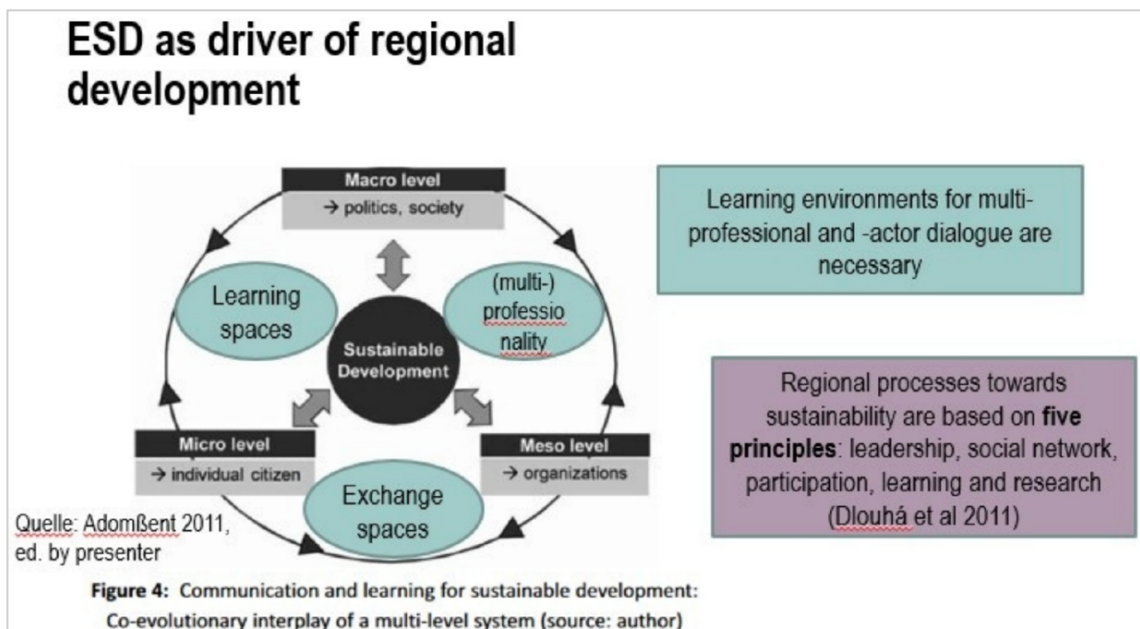 ESD as driver of regional
development
Macro level
→ politics, society
Learning
spaces
(multi-)
professio
nality
Sustainable
Development
Micro level
→ individual citizen
Meso level
→ organizations
Exchange
spaces
Learning environments for multi-
professional and -actor dialogue are
necessary
Regional processes towards
sustainability are based on five
principles: leadership, social network,
participation, learning and research
(Dlouhá et al 2011)
Quelle: Adomßent 2011,
ed. by presenter
Figure 4: Communication and learning for sustainable development:
Co-evolutionary interplay of a multi-level system (source: author)